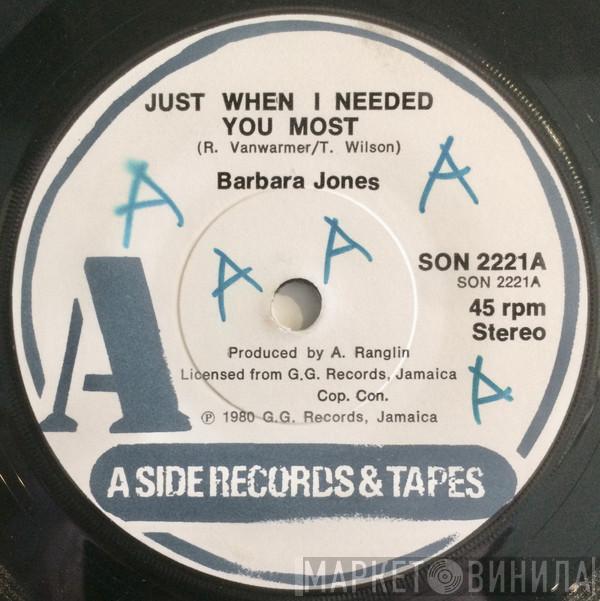 JUST WHEN I NEEDED
YOU MOST
(R. Vanwarmer/T. Wilson)
Barbara Jones
A
A
A
A
A
SON 2221A
SON 2221A
45 rpm
Stereo
A
Produced by A. Ranglin
Licensed from G.G. Records, Jamaica
Cop. Con.
℗ 1980 G.G. Records, Jamaica
A SIDE RECORDS & TAPES
МАРКЕТ ВИНИЛА